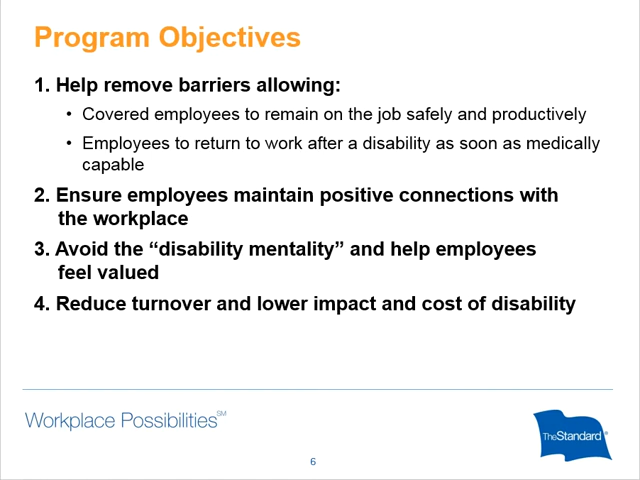 Program Objectives
1. Help remove barriers allowing:
• Covered employees to remain on the job safely and productively
• Employees to return to work after a disability as soon as medically
capable
2. Ensure employees maintain positive connections with
the workplace
3. Avoid the “disability mentality” and help employees
feel valued
4. Reduce turnover and lower impact and cost of disability
Workplace Possibilities℠
TheStandard®
6